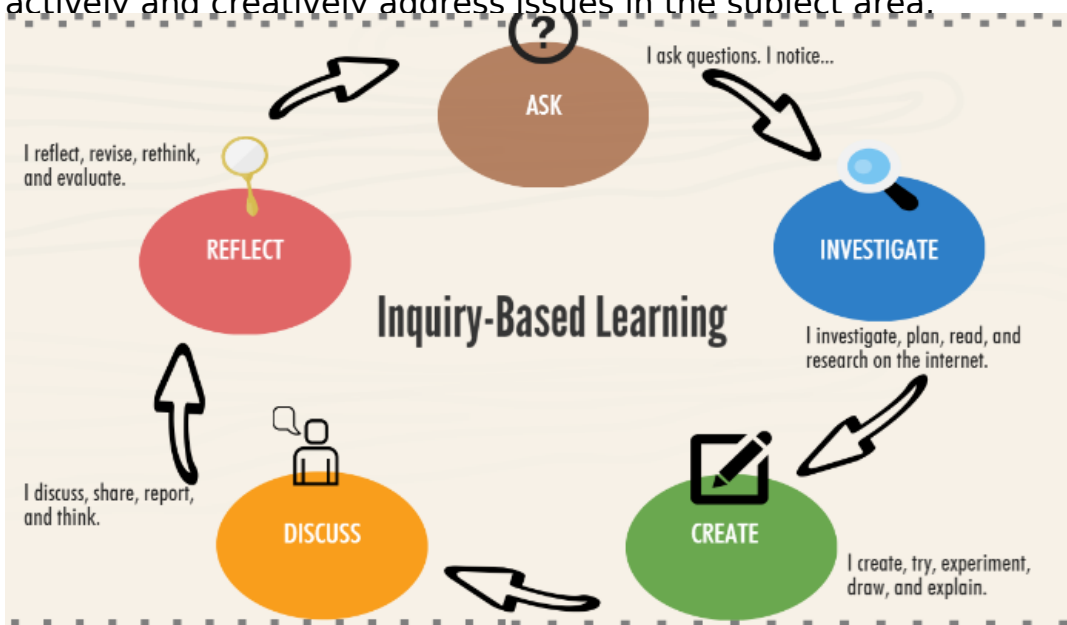 actively and creatively address issues in the subject area.
?
ASK
I ask questions. I notice...
INVESTIGATE
I investigate, plan, read, and
research on the internet.
CREATE
I create, try, experiment,
draw, and explain.
DISCUSS
I discuss, share, report,
and think.
REFLECT
I reflect, revise, rethink,
and evaluate.
Inquiry-Based Learning